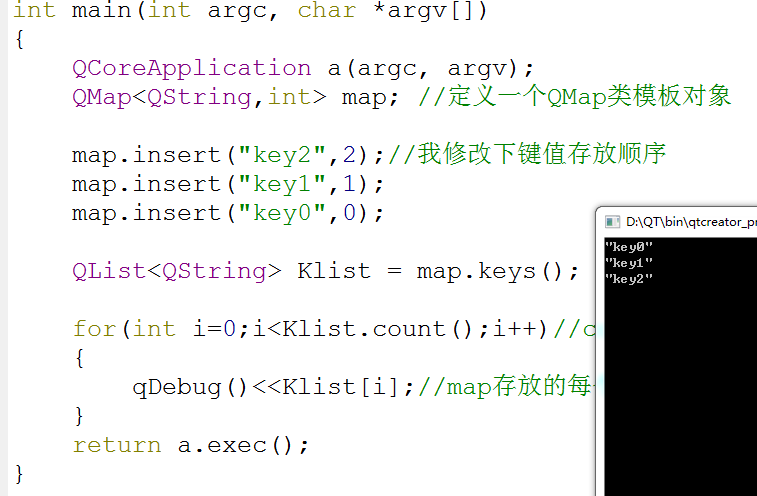 int main(int argc, char *argv[])
{
QCoreApplication a(argc, argv);
QMap<QString,int> map; //定义一个QMap类模板对象
map.insert("key2",2);//我修改下键值存放顺序
map.insert("key1",1);
map.insert("key0",0);
QList<QString> Klist = map.keys();
for(int i=0;i<Klist.count();i++)//c
{
qDebug()<<Klist[i];//map存放的每
}
return a.exec();
}
D:\QT\bin\qtcreator_pr
"key0"
"key1"
"key2"